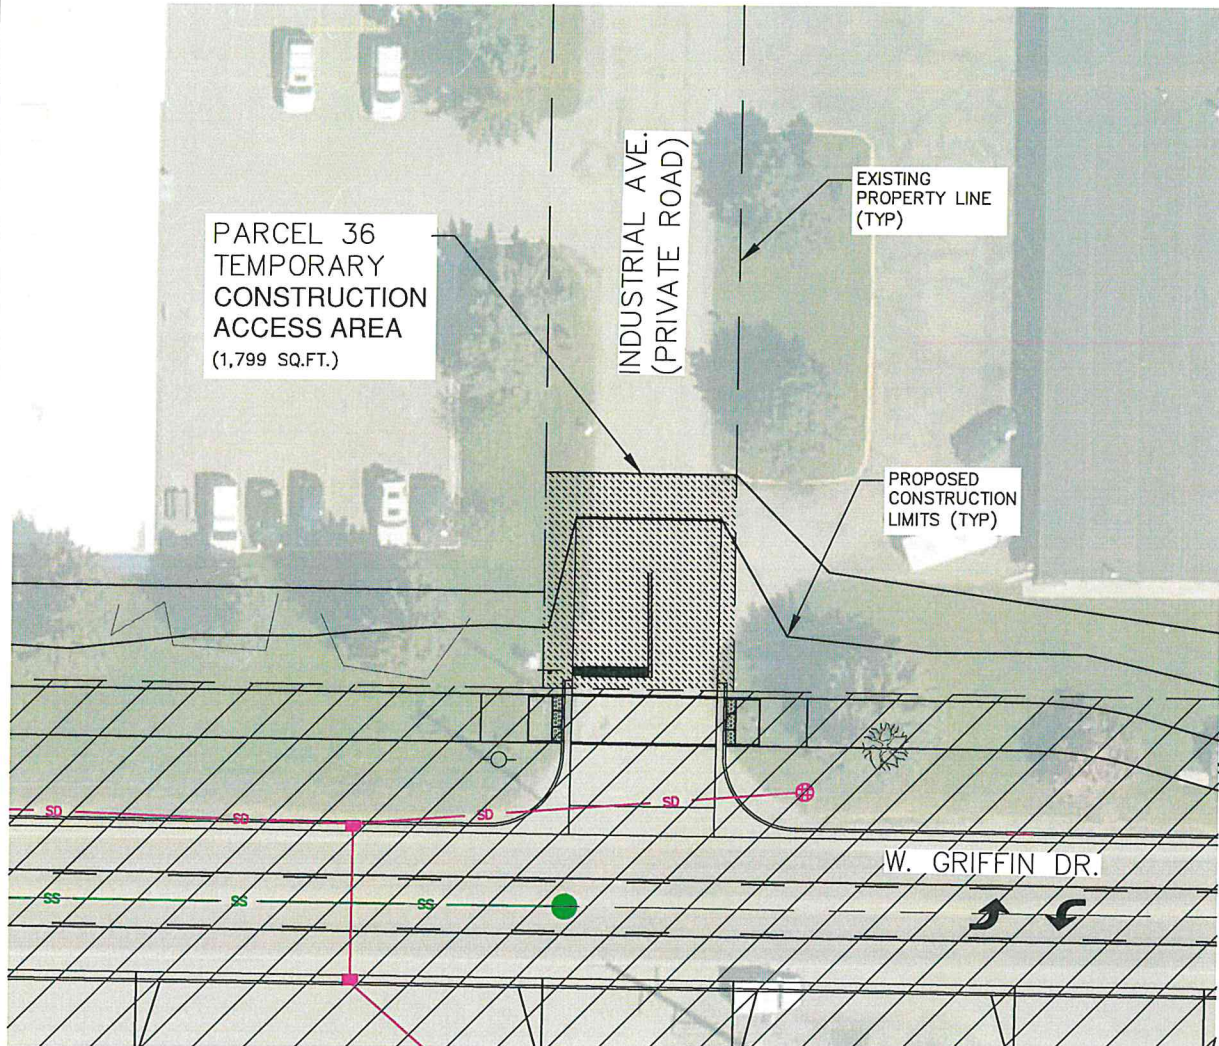 INDUSTRIAL AVE.
(PRIVATE ROAD)
EXISTING
PROPERTY LINE
(TYP)
PARCEL 36
TEMPORARY
CONSTRUCTION
ACCESS AREA
(1,799 SQ.FT.)
PROPOSED
CONSTRUCTION
LIMITS (TYP)
SD
SD
SD
SD
W. GRIFFIN DR.
SS
SS
SS